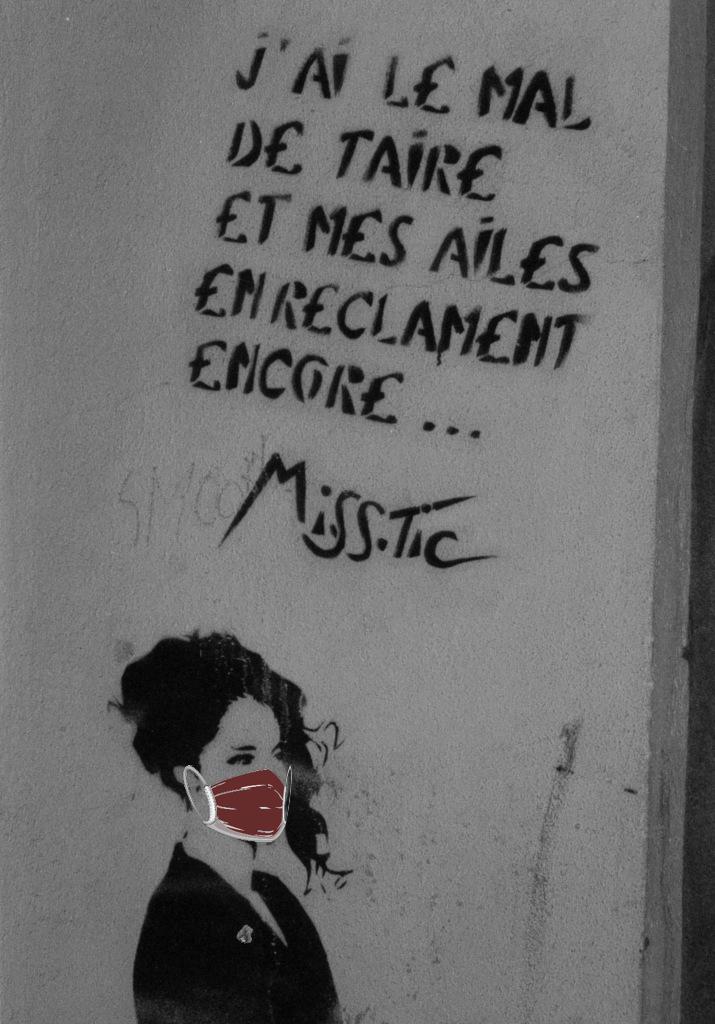 J'Ai LE MAL
DE TAiRE
ET MES AiLES
EN RECLAMENT
ENCORE ...
MiSS.TiC